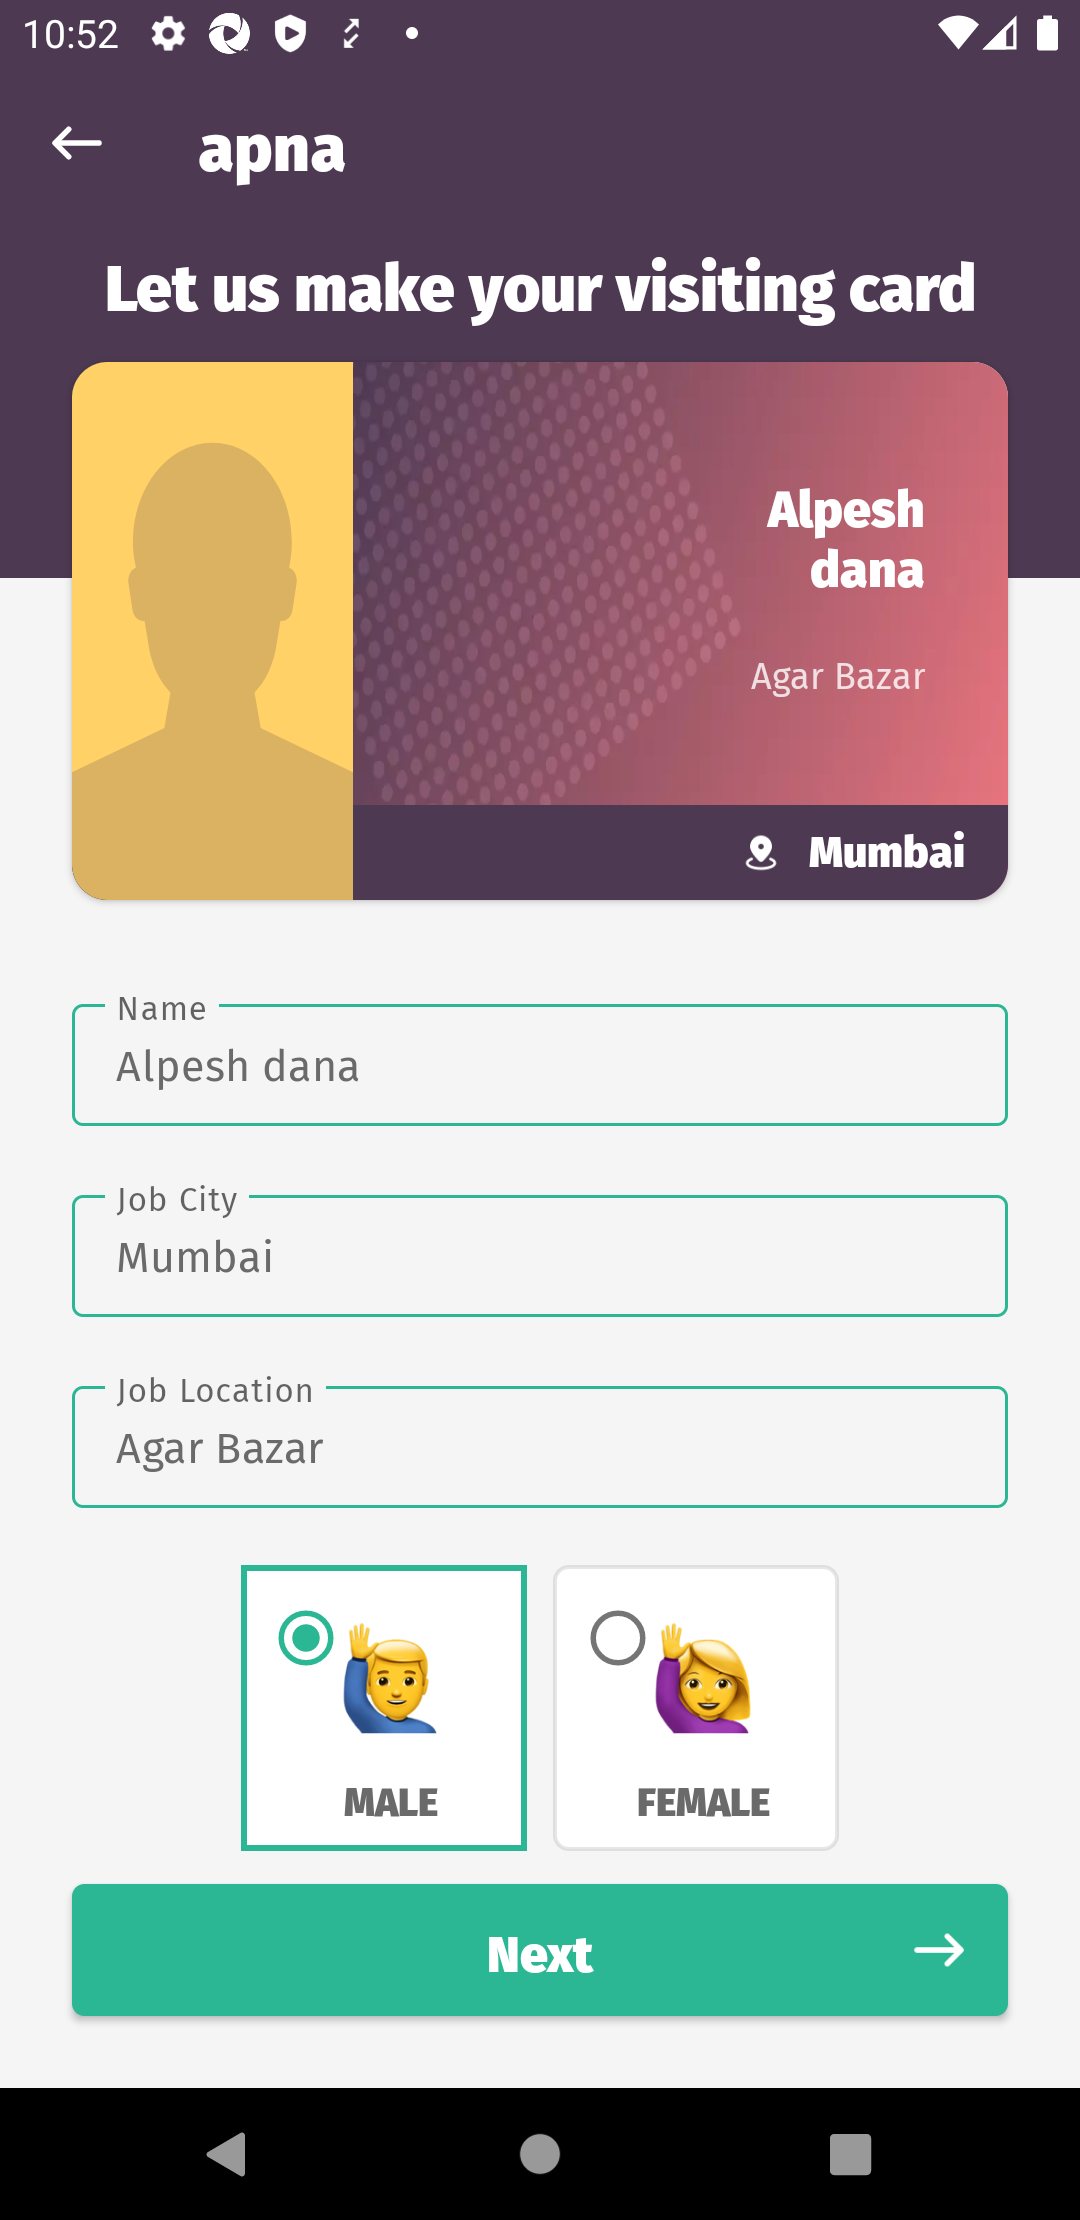 10:52
apna
Let us make your visiting card
Alpesh
dana
Agar Bazar
Mumbai
Name
Alpesh dana
Job City
Mumbai
Job Location
Agar Bazar
MALE
FEMALE
Next